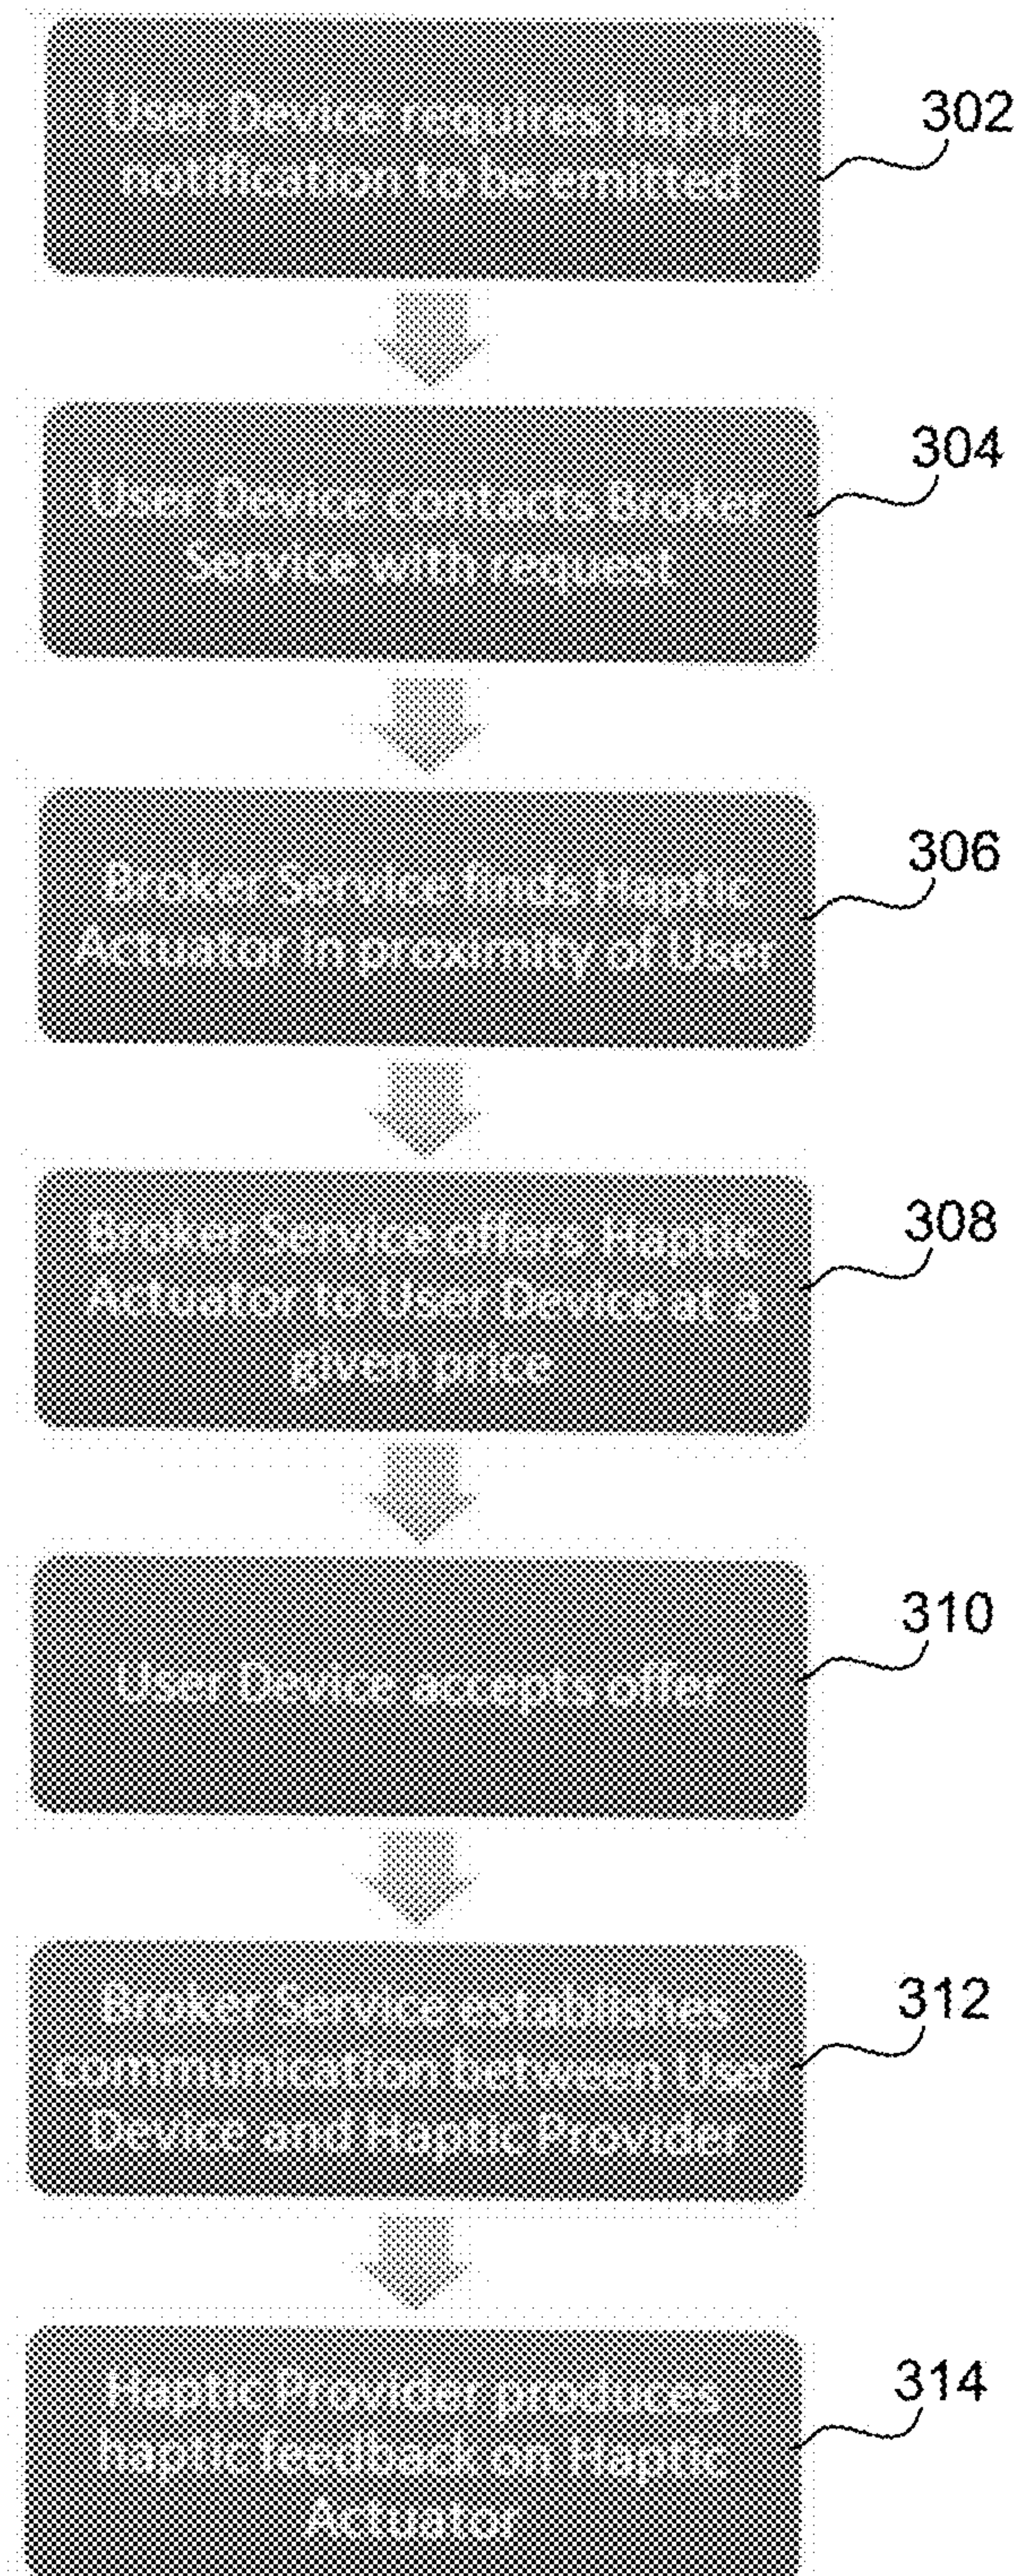 User Device requires haptic
notification to be emitted
302
User Device contacts Broker
Service with request
304
Broker Service finds Haptic
Actuator in proximity of User
306
Broker Service offers Haptic
Actuator to User Device at a
given price
308
User Device accepts offer
310
Broker Service establishes
communication between User
Device and Haptic Provider
312
Haptic Provider produces
haptic feedback on Haptic
Actuator
314